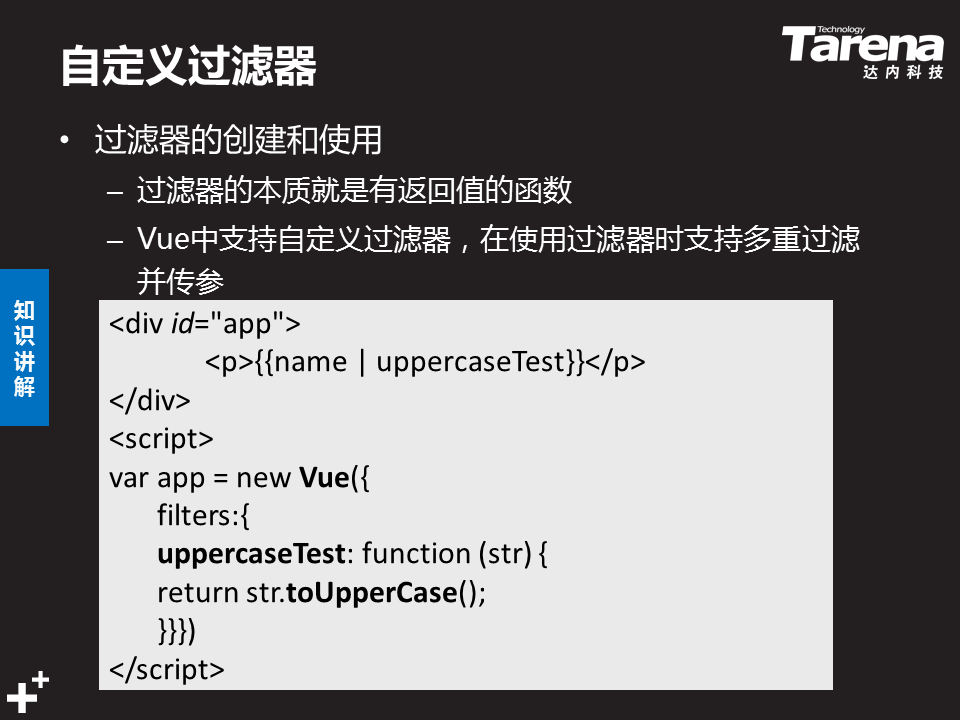 自定义过滤器
Technology
Tarena
达内科技
• 过滤器的创建和使用
– 过滤器的本质就是有返回值的函数
– Vue中支持自定义过滤器，在使用过滤器时支持多重过滤
并传参
知
识
讲
解
<div id="app">
<p>{{name | uppercaseTest}}</p>
</div>
<script>
var app = new Vue({
filters:{
uppercaseTest: function (str) {
return str.toUpperCase();
}}})
</script>